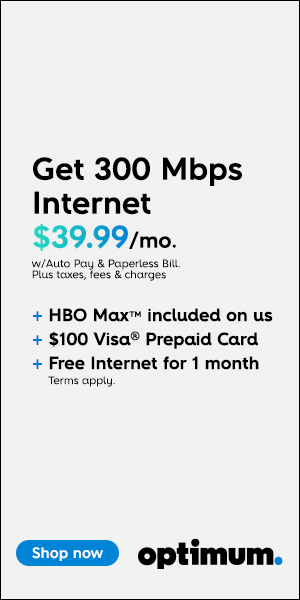 Get 300 Mbps
Internet
$39.99/mo.
w/Auto Pay & Paperless Bill.
Plus taxes, fees & charges
+ HBO Max™ included on us
+ $100 Visa® Prepaid Card
+ Free Internet for 1 month
Terms apply.
Shop now
optimum.